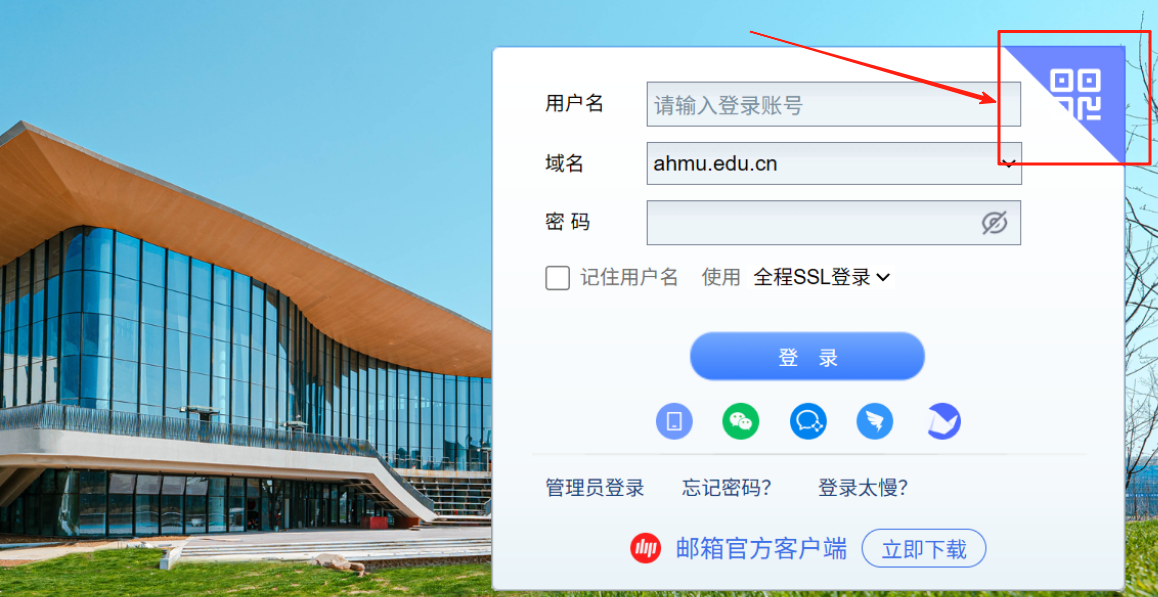 用户名 请输入登录账号
域名 ahmu.edu.cn
密 码
记住用户名 使用 全程SSL登录
登 录
管理员登录 忘记密码? 登录太慢?
邮箱官方客户端 立即下载